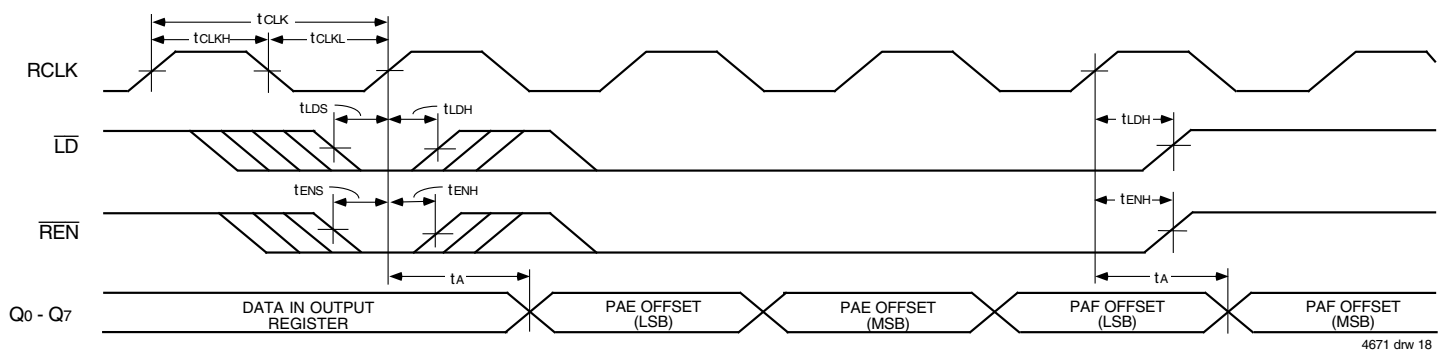 tCLK
tCLKH
tCLKL
RCLK
tLDS
tLDH
tLDH
LD
tENS
tENH
tENH
REN
tA
tA
Q0 - Q7
DATA IN OUTPUT
REGISTER
PAE OFFSET
(LSB)
PAE OFFSET
(MSB)
PAF OFFSET
(LSB)
PAF OFFSET
(MSB)
4671 drw 18